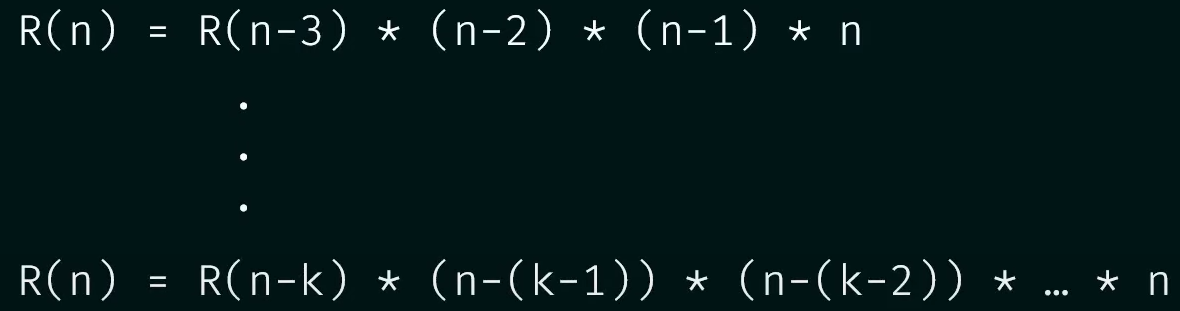 R(n) = R(n-3) * (n-2) * (n-1) * n
.
.
.
R(n) = R(n-k) * (n-(k-1)) * (n-(k-2)) * … * n